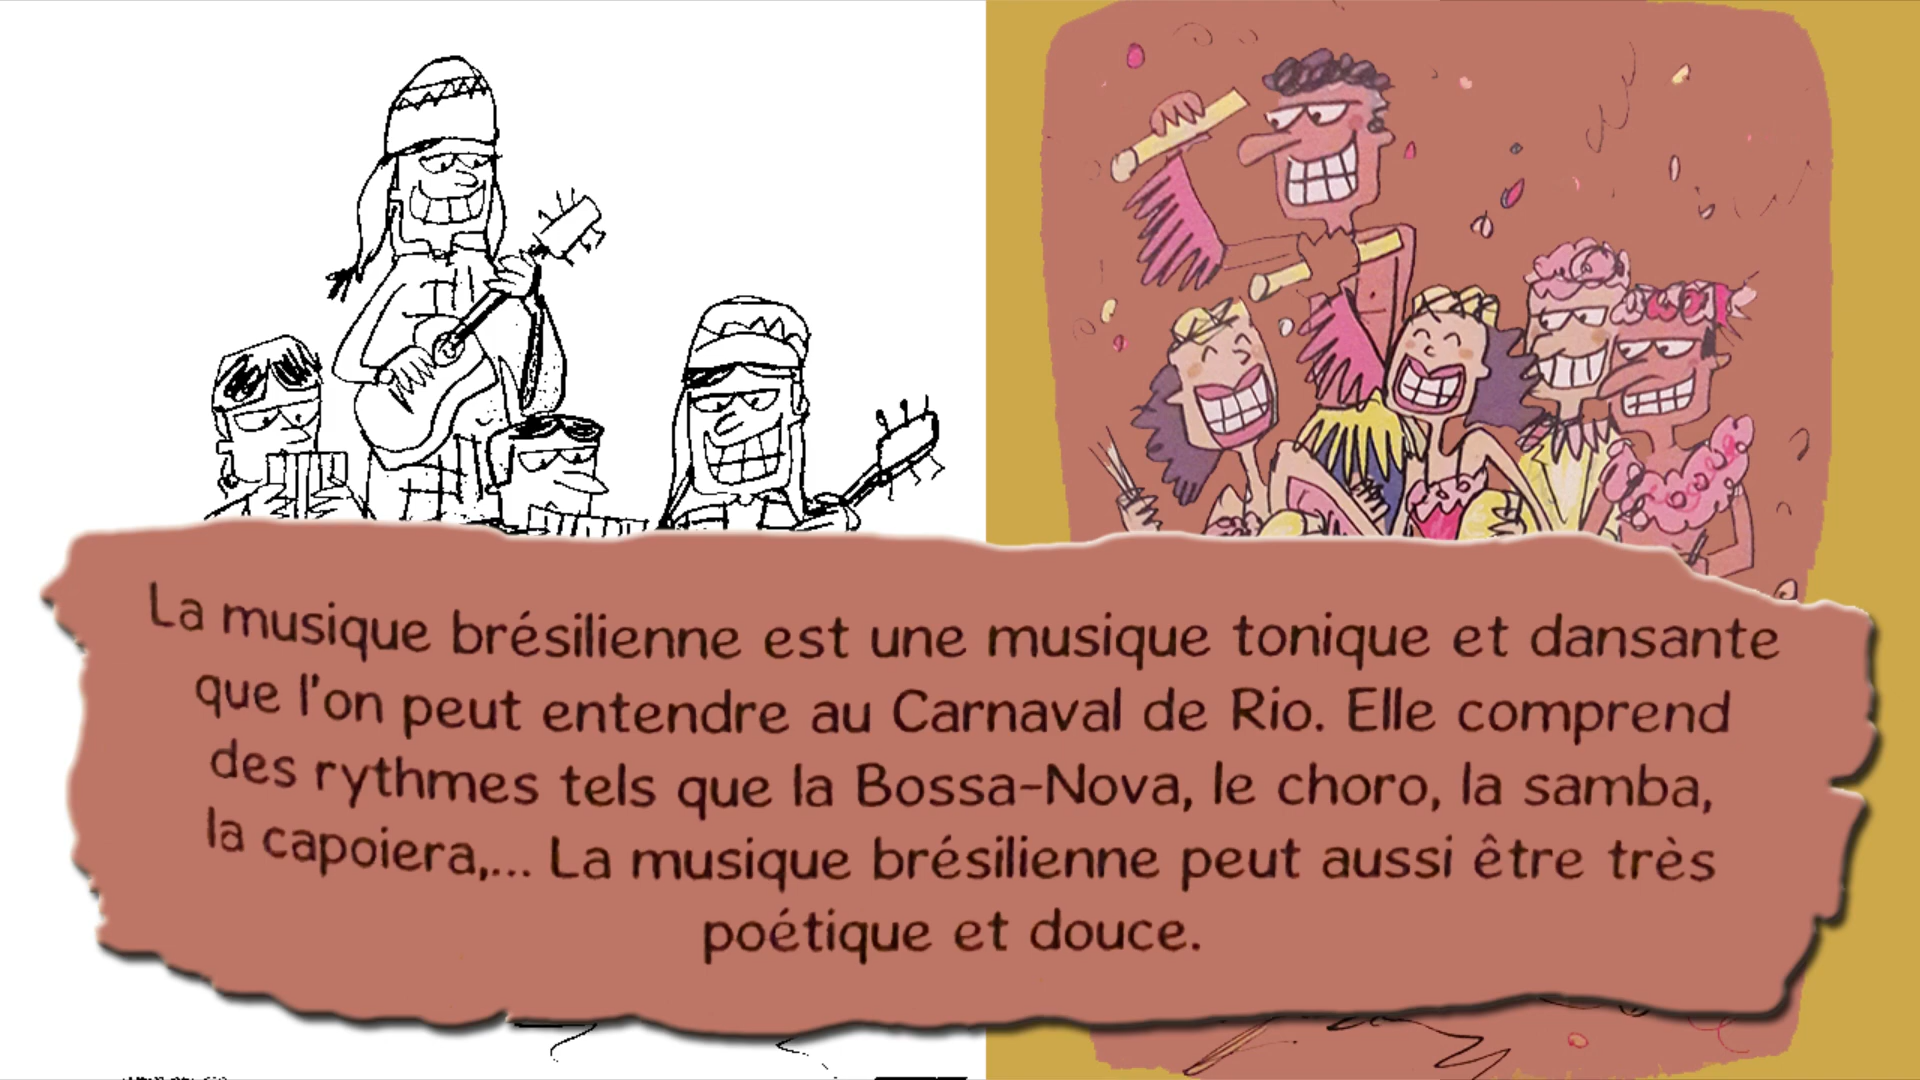 La musique brésilienne est une musique tonique et dansante
que l'on peut entendre au Carnaval de Rio. Elle comprend
des rythmes tels que la Bossa-Nova, le choro, la samba,
la capoiera,... La musique brésilienne peut aussi être très
poétique et douce.